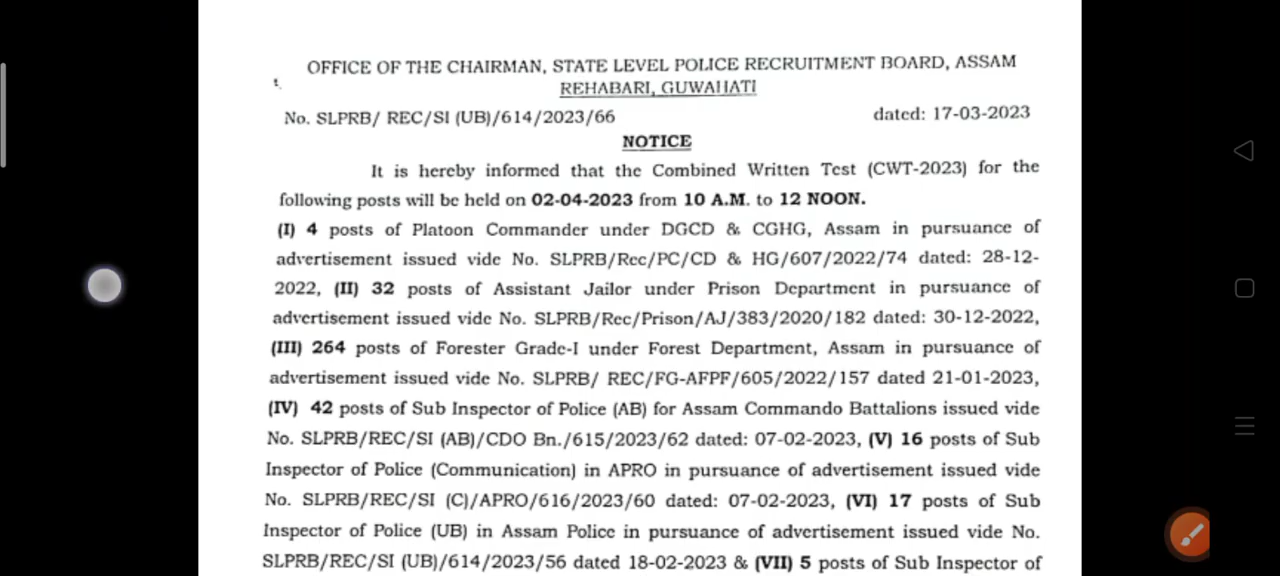 OFFICE OF THE CHAIRMAN, STATE LEVEL POLICE RECRUITMENT BOARD, ASSAM
REHABARI, GUWAHATI
No. SLPRB/ REC/SI (UB)/614/2023/66 dated: 17-03-2023
NOTICE
It is hereby informed that the Combined Written Test (CWT-2023) for the
following posts will be held on 02-04-2023 from 10 A.M. to 12 NOON.
(I) 4 posts of Platoon Commander under DGCD & CGHG, Assam in pursuance of
advertisement issued vide No. SLPRB/Rec/PC/CD & HG/607/2022/74 dated: 28-12-
2022, (II) 32 posts of Assistant Jailor under Prison Department in pursuance of
advertisement issued vide No. SLPRB/Rec/Prison/AJ/383/2020/182 dated: 30-12-2022,
(III) 264 posts of Forester Grade-I under Forest Department, Assam in pursuance of
advertisement issued vide No. SLPRB/ REC/FG-AFPF/605/2022/157 dated 21-01-2023,
(IV) 42 posts of Sub Inspector of Police (AB) for Assam Commando Battalions issued vide
No. SLPRB/REC/SI (AB)/CDO Bn./615/2023/62 dated: 07-02-2023, (V) 16 posts of Sub
Inspector of Police (Communication) in APRO in pursuance of advertisement issued vide
No. SLPRB/REC/SI (C)/APRO/616/2023/60 dated: 07-02-2023, (VI) 17 posts of Sub
Inspector of Police (UB) in Assam Police in pursuance of advertisement issued vide No.
SLPRB/REC/SI (UB)/614/2023/56 dated 18-02-2023 & (VII) 5 posts of Sub Inspector of